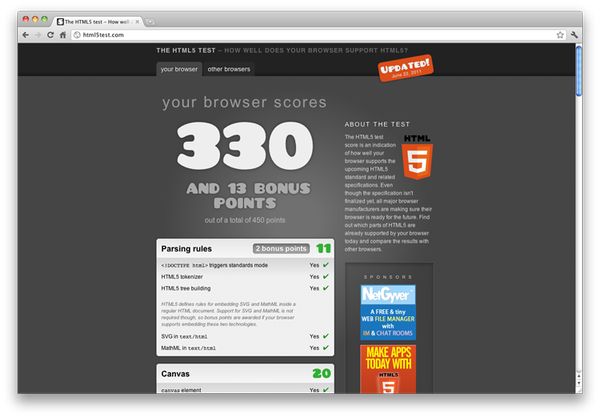 The HTML5 test – How well ...
html5test.com
THE HTML5 TEST – HOW WELL DOES YOUR BROWSER SUPPORT HTML5?
your browser
other browsers
UPDATED!
June 20, 2011
your browser scores
330
AND 13 BONUS
POINTS
out of a total of 450 points
ABOUT THE TEST
The HTML5 test
score is an indication
of how well your
browser supports the
upcoming HTML5
standard and related
specifications. Even
though the specification isn't
finalized yet, all major browser
manufacturers are making sure their
browser is ready for the future. Find
out which parts of HTML5 are
already supported by your browser
today and compare the results with
other browsers.
HTML
5
Parsing rules 2 bonus points 11
<!DOCTYPE html> triggers standards mode Yes ✔
HTML5 tokenizer Yes ✔
HTML5 tree building Yes ✔
HTML5 defines rules for embedding SVG and MathML inside a
regular HTML document. Support for SVG and MathML is not
required though, so bonus points are awarded if your browser
supports embedding these two technologies.
SVG in text/html Yes ✔
MathML in text/html Yes ✔
Canvas 20
canvas element Yes ✔
SPONSORS
NetGyver
A FREE & tiny
WEB FILE MANAGER
with
IM & CHAT ROOMS
MAKE APPS
TODAY WITH
HTML5